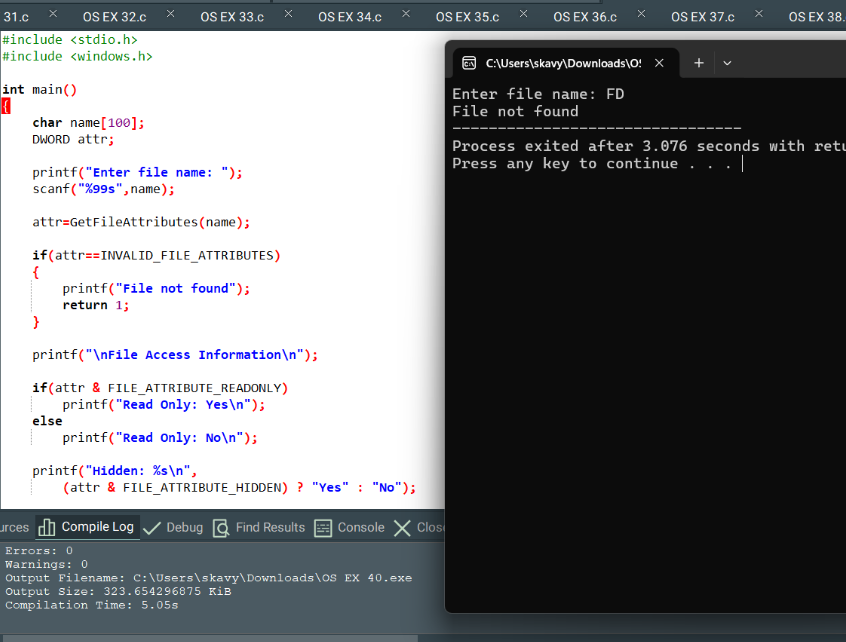 31.c OS EX 32.c OS EX 33.c OS EX 34.c OS EX 35.c OS EX 36.c OS EX 37.c OS EX 38.
#include <stdio.h>
#include <windows.h>
int main()
{
char name[100];
DWORD attr;
printf("Enter file name: ");
scanf("%99s",name);
attr=GetFileAttributes(name);
if(attr==INVALID_FILE_ATTRIBUTES)
{
printf("File not found");
return 1;
}
printf("\nFile Access Information\n");
if(attr & FILE_ATTRIBUTE_READONLY)
printf("Read Only: Yes\n");
else
printf("Read Only: No\n");
printf("Hidden: %s\n",
(attr & FILE_ATTRIBUTE_HIDDEN) ? "Yes" : "No");
C:\Users\skavy\Downloads\OS
Enter file name: FD
File not found
--------------------------------
Process exited after 3.076 seconds with retu
Press any key to continue . . .
urces Compile Log Debug Find Results Console Clos
Errors: 0
Warnings: 0
Output Filename: C:\Users\skavy\Downloads\OS EX 40.exe
Output Size: 323.654296875 KiB
Compilation Time: 5.05s